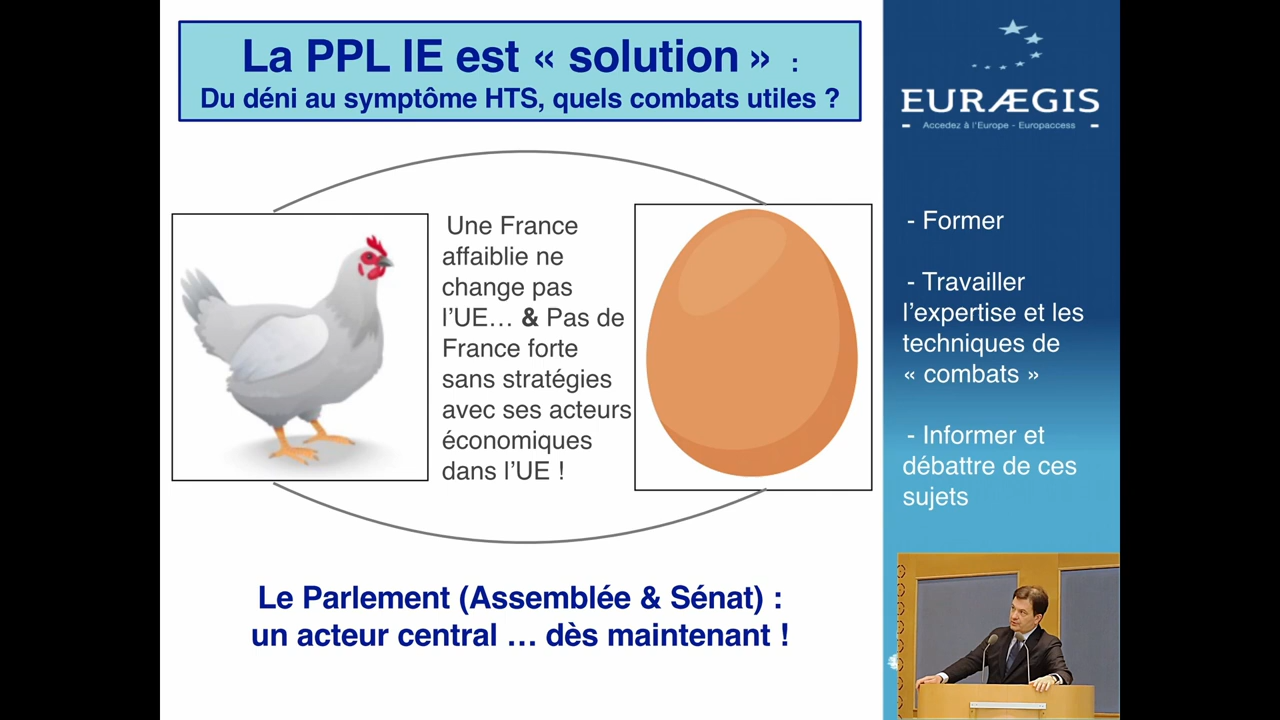 La PPL IE est « solution » :
Du déni au symptôme HTS, quels combats utiles ?
Une France
affaiblie ne
change pas
l’UE… & Pas de
France forte
sans stratégies
avec ses acteurs
économiques
dans l’UE !
Le Parlement (Assemblée & Sénat) :
un acteur central … dès maintenant !
EURÆGIS
Accedez à l’Europe - Europaccess
- Former
- Travailler
l’expertise et les
techniques de
« combats »
- Informer et
débattre de ces
sujets